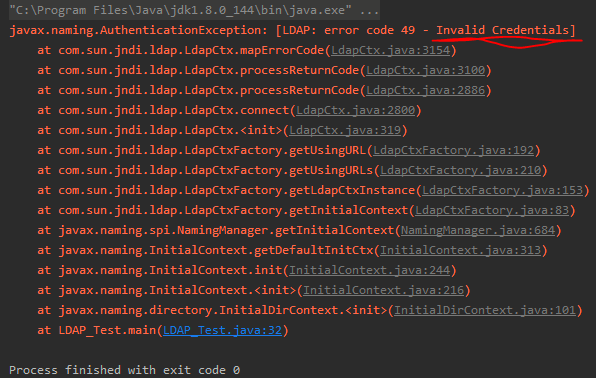 "C:\Program Files\Java\jdk1.8.0_144\bin\java.exe" ...
javax.naming.AuthenticationException: [LDAP: error code 49 - Invalid Credentials]
at com.sun.jndi.ldap.LdapCtx.mapErrorCode(LdapCtx.java:3154)
at com.sun.jndi.ldap.LdapCtx.processReturnCode(LdapCtx.java:3100)
at com.sun.jndi.ldap.LdapCtx.processReturnCode(LdapCtx.java:2886)
at com.sun.jndi.ldap.LdapCtx.connect(LdapCtx.java:2800)
at com.sun.jndi.ldap.LdapCtx.<init>(LdapCtx.java:319)
at com.sun.jndi.ldap.LdapCtxFactory.getUsingURL(LdapCtxFactory.java:192)
at com.sun.jndi.ldap.LdapCtxFactory.getUsingURLs(LdapCtxFactory.java:210)
at com.sun.jndi.ldap.LdapCtxFactory.getLdapCtxInstance(LdapCtxFactory.java:153)
at com.sun.jndi.ldap.LdapCtxFactory.getInitialContext(LdapCtxFactory.java:83)
at javax.naming.spi.NamingManager.getInitialContext(NamingManager.java:684)
at javax.naming.InitialContext.getDefaultInitCtx(InitialContext.java:313)
at javax.naming.InitialContext.init(InitialContext.java:244)
at javax.naming.InitialContext.<init>(InitialContext.java:216)
at javax.naming.directory.InitialDirContext.<init>(InitialDirContext.java:101)
at LDAP_Test.main(LDAP_Test.java:32)
Process finished with exit code 0